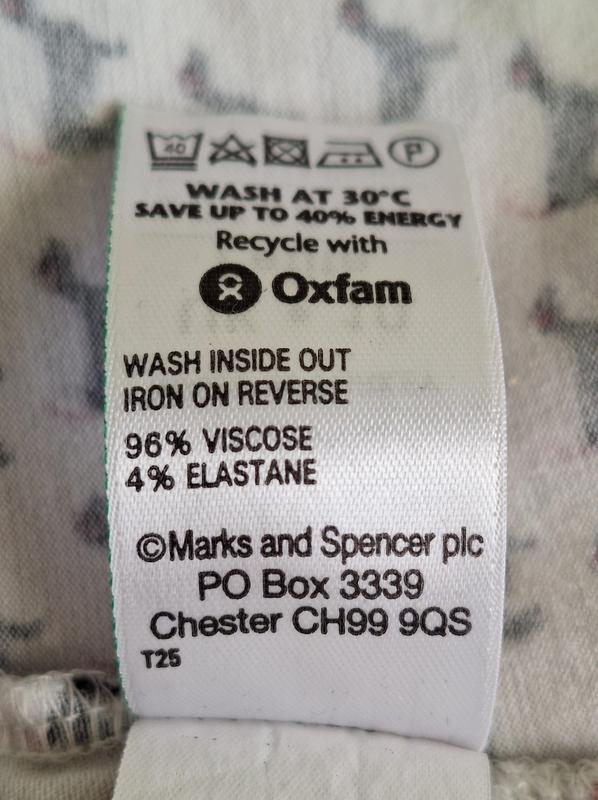 40 P
WASH AT 30°C
SAVE UP TO 40% ENERGY
Recycle with
Oxfam
WASH INSIDE OUT
IRON ON REVERSE
96% VISCOSE
4% ELASTANE
©Marks and Spencer plc
PO Box 3339
Chester CH99 9QS
T25